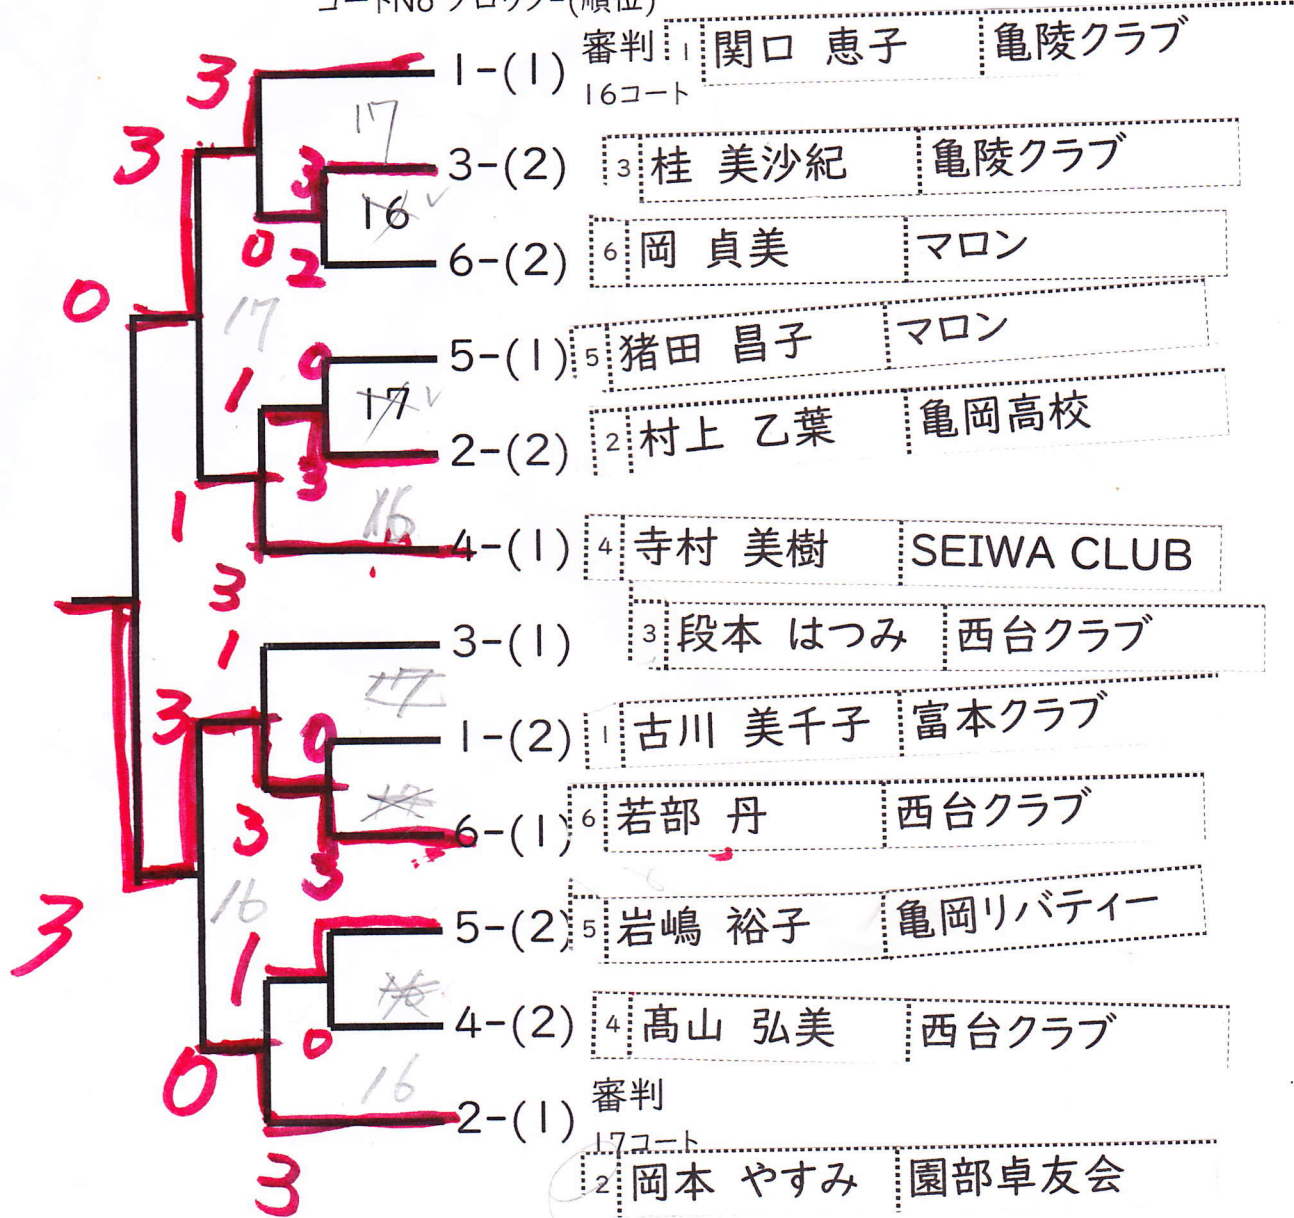 コートNo ブロック-(順位)
3 1-(1) 審判 1 関口 恵子 亀陵クラブ
16コート
17
3 3 3-(2) 3 桂 美沙紀 亀陵クラブ
16
0 2 6-(2) 6 岡 貞美 マロン
0 17
0 5-(1) 5 猪田 昌子 マロン
1 17
3 2-(2) 2 村上 乙葉 亀岡高校
1 16
4-(1) 4 寺村 美樹 SEIWA CLUB
3
1 3-(1) 3 段本 はつみ 西台クラブ
17
3 0 1-(2) 1 古川 美千子 富本クラブ
17
3 3 6-(1) 6 若部 丹 西台クラブ
16
3 1 5-(2) 5 岩嶋 裕子 亀岡リバティー
16
0 4-(2) 4 髙山 弘美 西台クラブ
0 16
2-(1) 審判
17コート
3 2 岡本 やすみ 園部卓友会